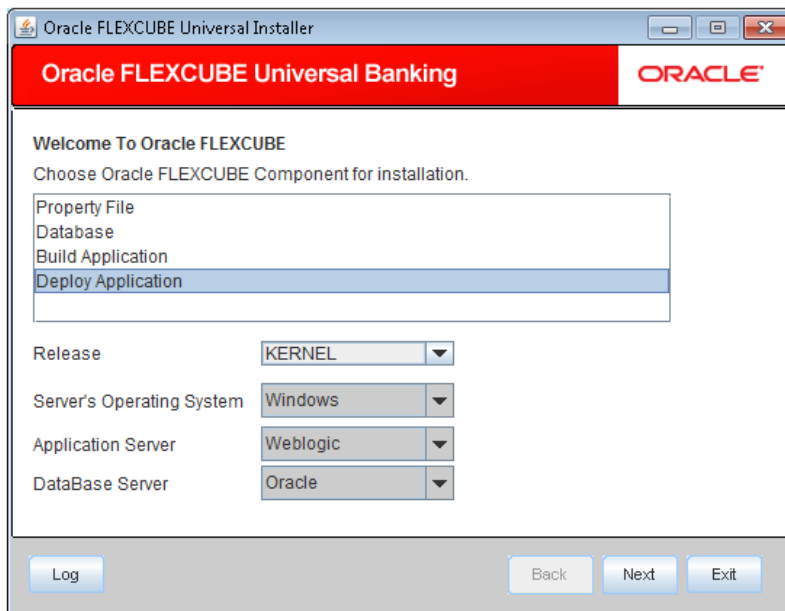 Oracle FLEXCUBE Universal Installer
Oracle FLEXCUBE Universal Banking
ORACLE
Welcome To Oracle FLEXCUBE
Choose Oracle FLEXCUBE Component for installation.
Property File
Database
Build Application
Deploy Application
Release KERNEL
Server's Operating System Windows
Application Server Weblogic
DataBase Server Oracle
Log Back Next Exit